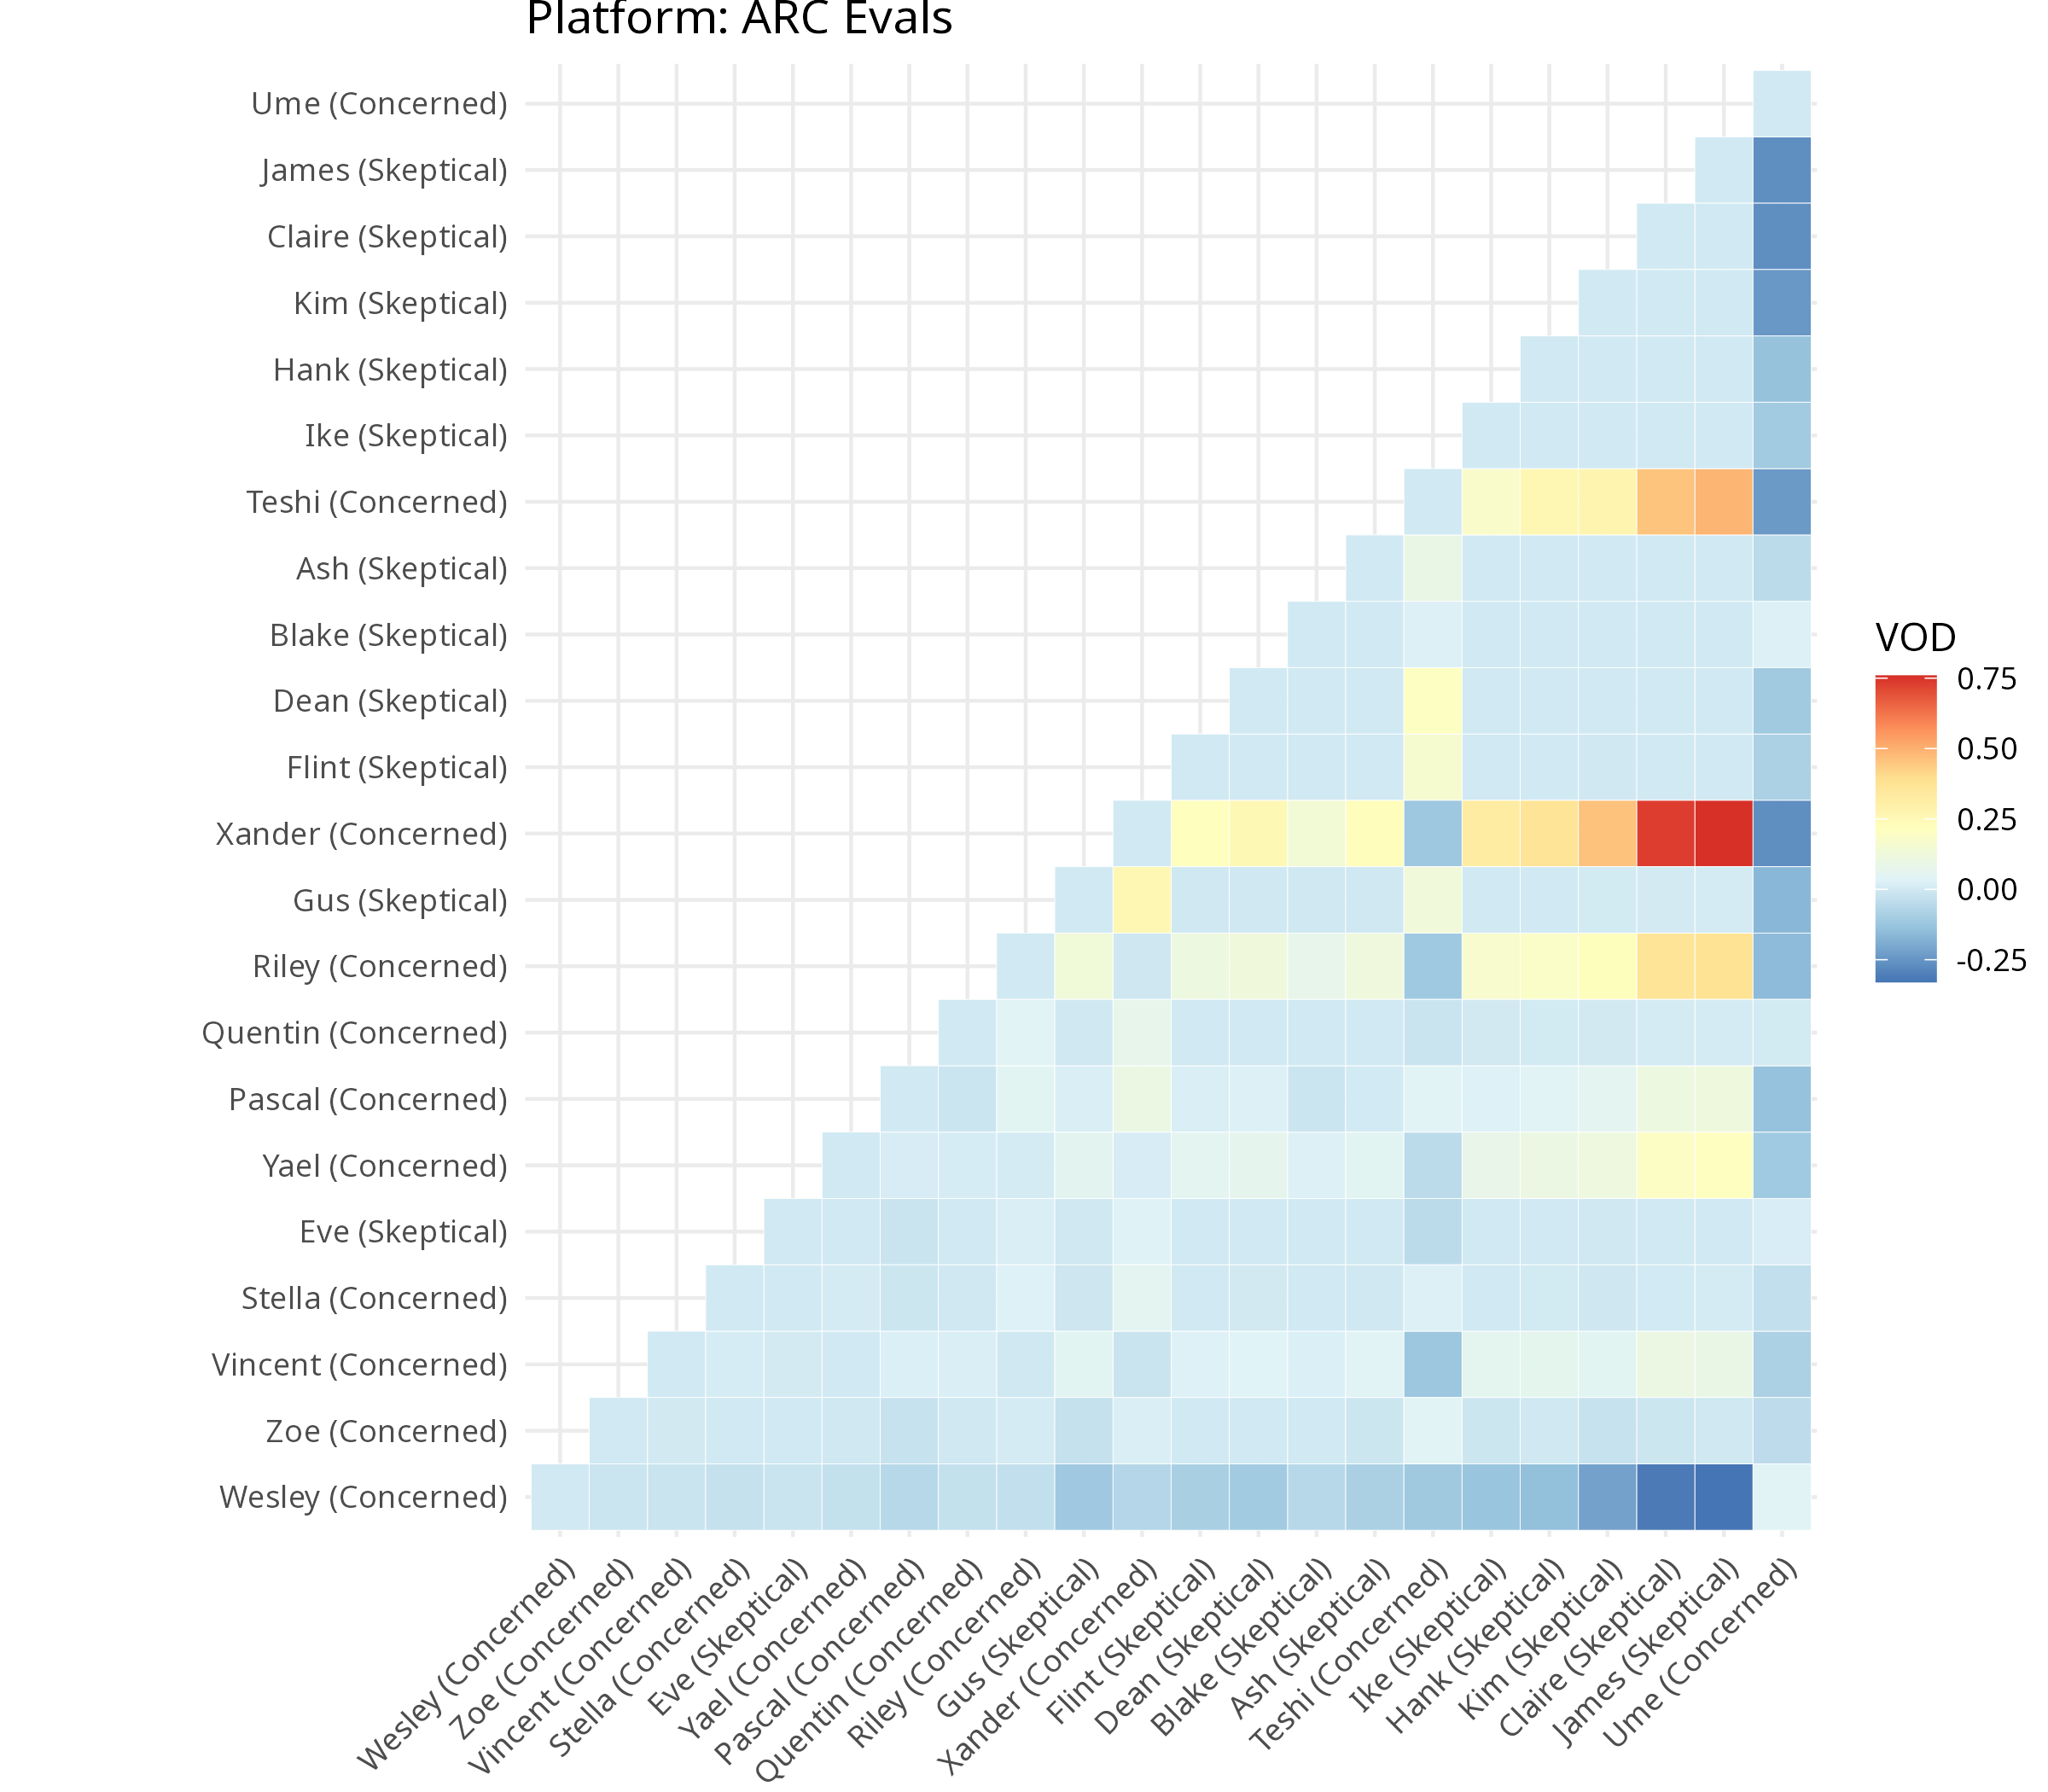 Platform: ARC Evals
Ume (Concerned)
James (Skeptical)
Claire (Skeptical)
Kim (Skeptical)
Hank (Skeptical)
Ike (Skeptical)
Teshi (Concerned)
Ash (Skeptical)
Blake (Skeptical)
Dean (Skeptical)
Flint (Skeptical)
Xander (Concerned)
Gus (Skeptical)
Riley (Concerned)
Quentin (Concerned)
Pascal (Concerned)
Yael (Concerned)
Eve (Skeptical)
Stella (Concerned)
Vincent (Concerned)
Zoe (Concerned)
Wesley (Concerned)
VOD
0.75
0.50
0.25
0.00
-0.25
Wesley (Concerned)
Zoe (Concerned)
Vincent (Concerned)
Stella (Concerned)
Eve (Skeptical)
Yael (Concerned)
Pascal (Concerned)
Quentin (Concerned)
Riley (Concerned)
Gus (Skeptical)
Xander (Concerned)
Flint (Skeptical)
Dean (Skeptical)
Blake (Skeptical)
Ash (Skeptical)
Teshi (Concerned)
Ike (Skeptical)
Hank (Skeptical)
Kim (Skeptical)
Claire (Skeptical)
James (Skeptical)
Ume (Concerned)